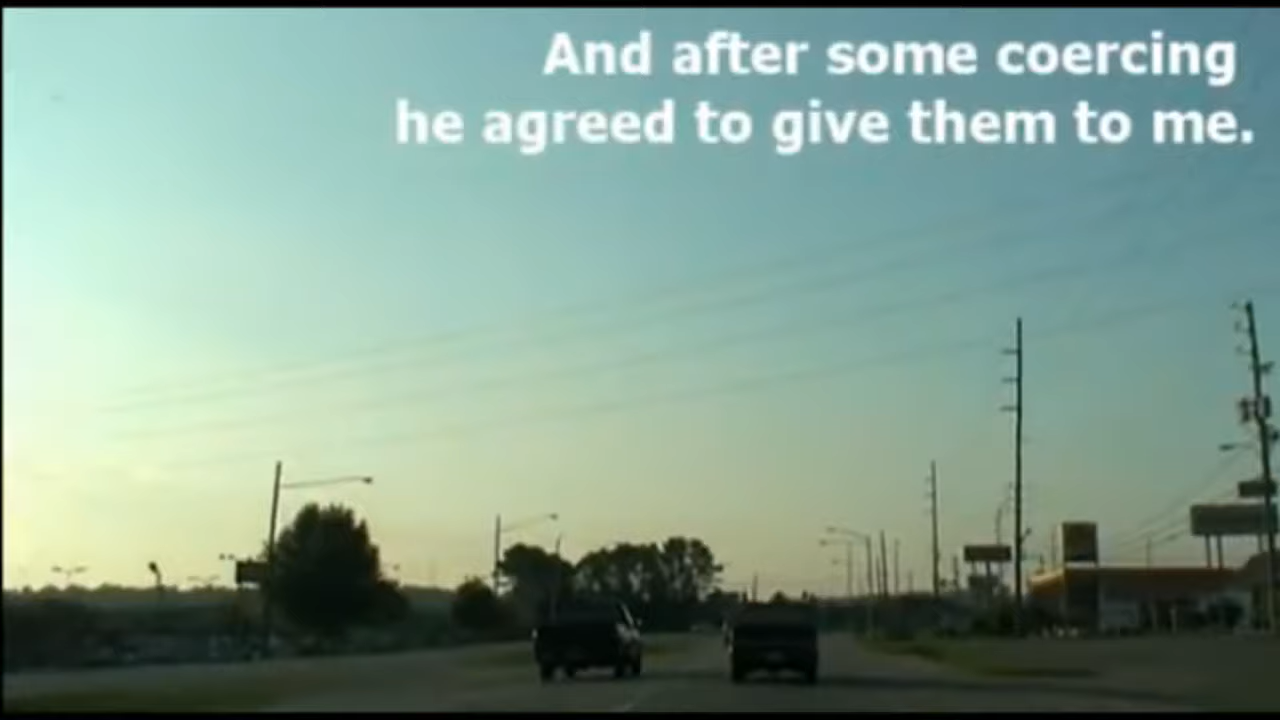 And after some coercing
he agreed to give them to me.